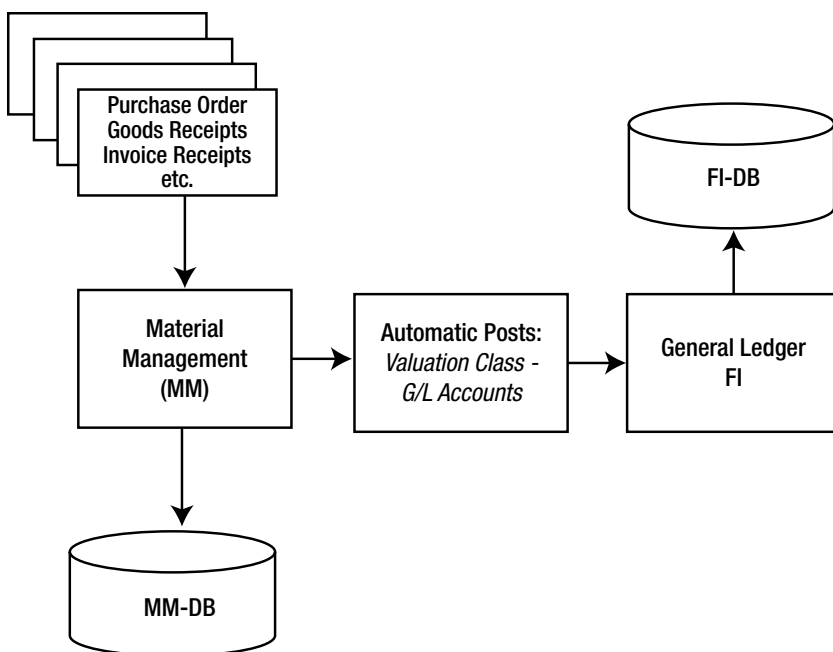 Purchase Order
Goods Receipts
Invoice Receipts
etc.
FI-DB
Material
Management
(MM)
Automatic Posts:
Valuation Class -
G/L Accounts
General Ledger
FI
MM-DB